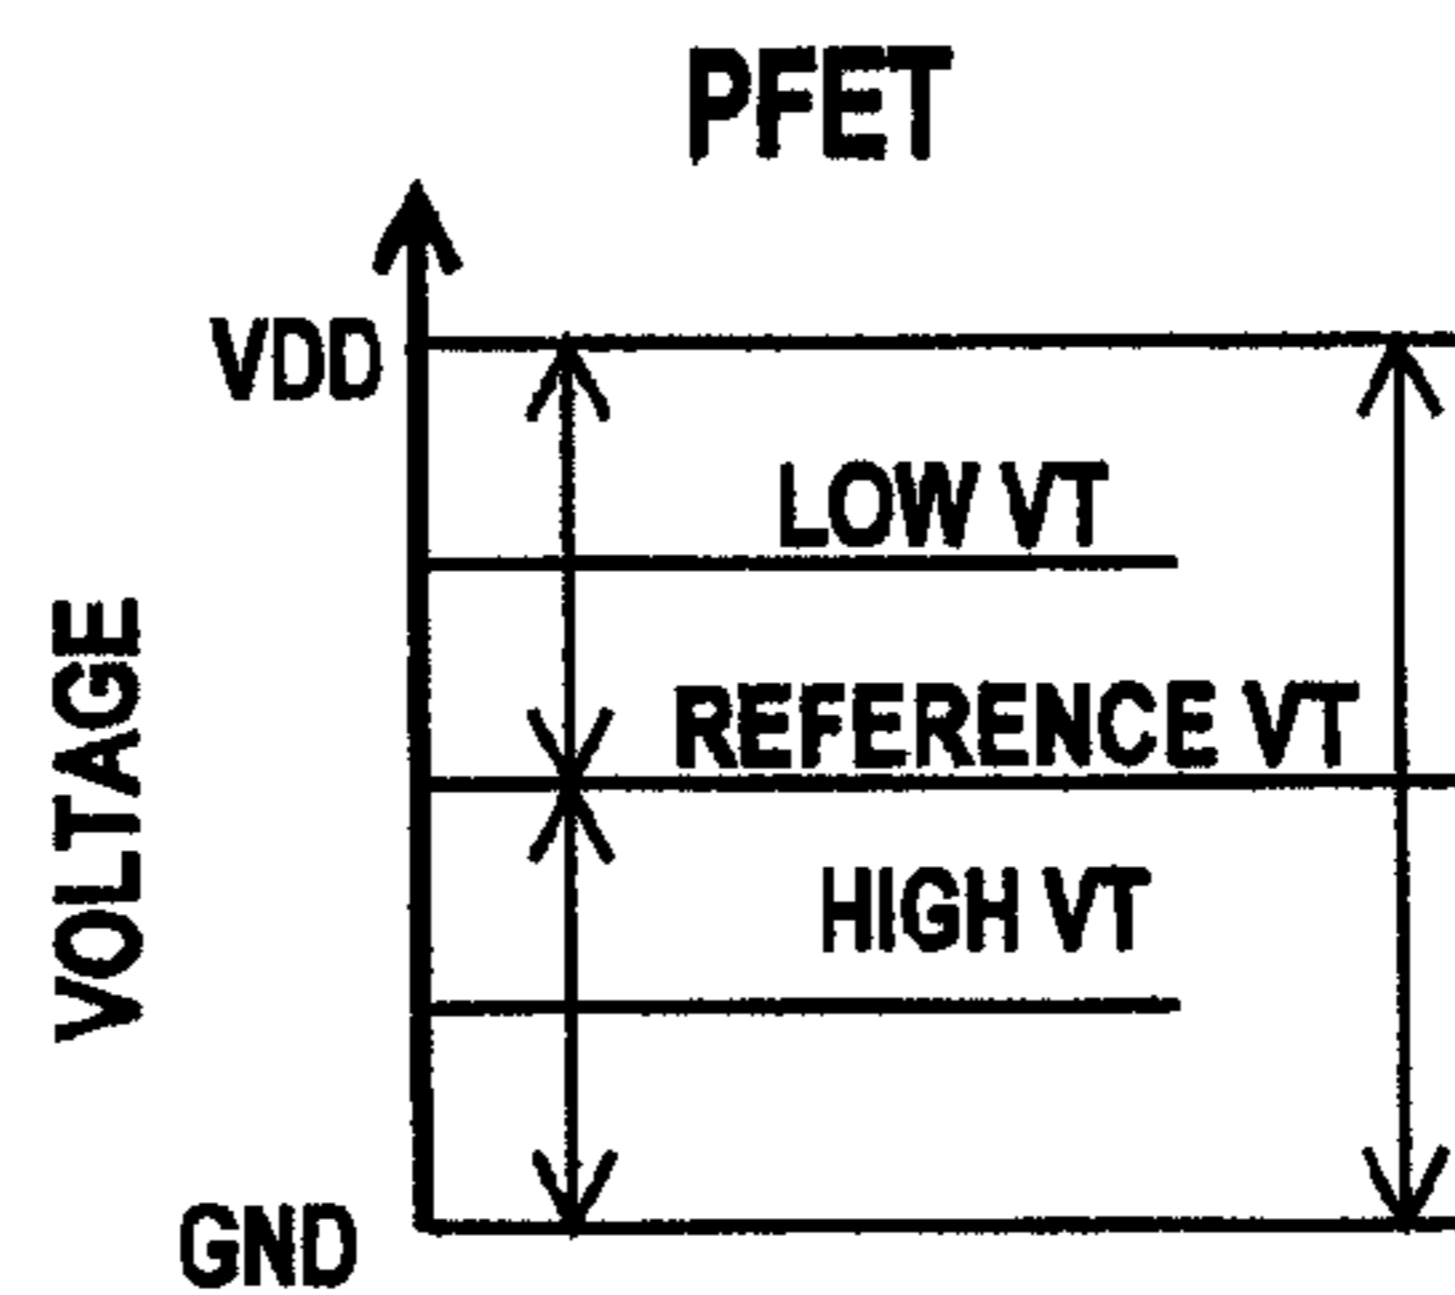 PFET
VDD
LOW VT
REFERENCE VT
VOLTAGE
HIGH VT
GND